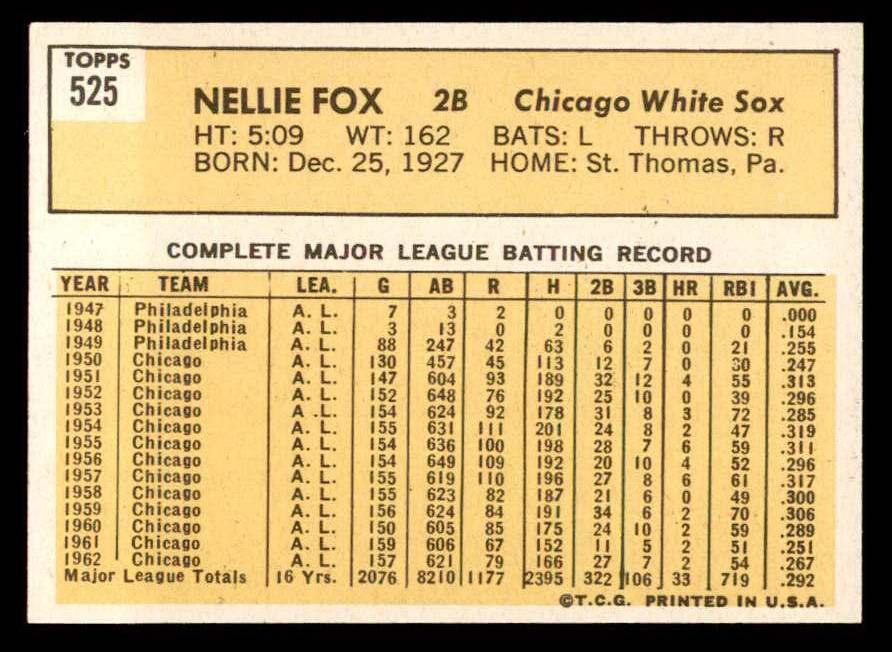 TOPPS
525
NELLIE FOX 2B Chicago White Sox
HT: 5:09 WT: 162 BATS: L THROWS: R
BORN: Dec. 25, 1927 HOME: St. Thomas, Pa.
COMPLETE MAJOR LEAGUE BATTING RECORD
YEAR TEAM LEA. G AB R H 2B 3B HR RBI AVG.
1947 Philadelphia A. L. 7 3 2 0 0 0 0 0 .000
1948 Philadelphia A. L. 3 13 0 2 0 0 0 0 .154
1949 Philadelphia A. L. 88 247 42 63 6 2 0 21 .255
1950 Chicago A. L. 130 457 45 113 12 7 0 30 .247
1951 Chicago A. L. 147 604 93 189 32 12 4 55 .313
1952 Chicago A. L. 152 648 76 192 25 10 0 39 .296
1953 Chicago A .L. 154 624 92 178 31 8 3 72 .285
1954 Chicago A. L. 155 631 111 201 24 8 2 47 .319
1955 Chicago A. L. 154 636 100 198 28 7 6 59 .311
1956 Chicago A. L. 154 649 109 192 20 10 4 52 .296
1957 Chicago A. L. 155 619 110 196 27 8 6 61 .317
1958 Chicago A. L. 155 623 82 187 21 6 0 49 .300
1959 Chicago A. L. 156 624 84 191 34 6 2 70 .306
1960 Chicago A. L. 150 605 85 175 24 10 2 59 .289
1961 Chicago A. L. 159 606 67 152 11 5 2 51 .251
1962 Chicago A. L. 157 621 79 166 27 7 2 54 .267
Major League Totals 16 Yrs. 2076 8210 1177 2395 322 106 33 719 .292
©T.C.G. PRINTED IN U.S.A.